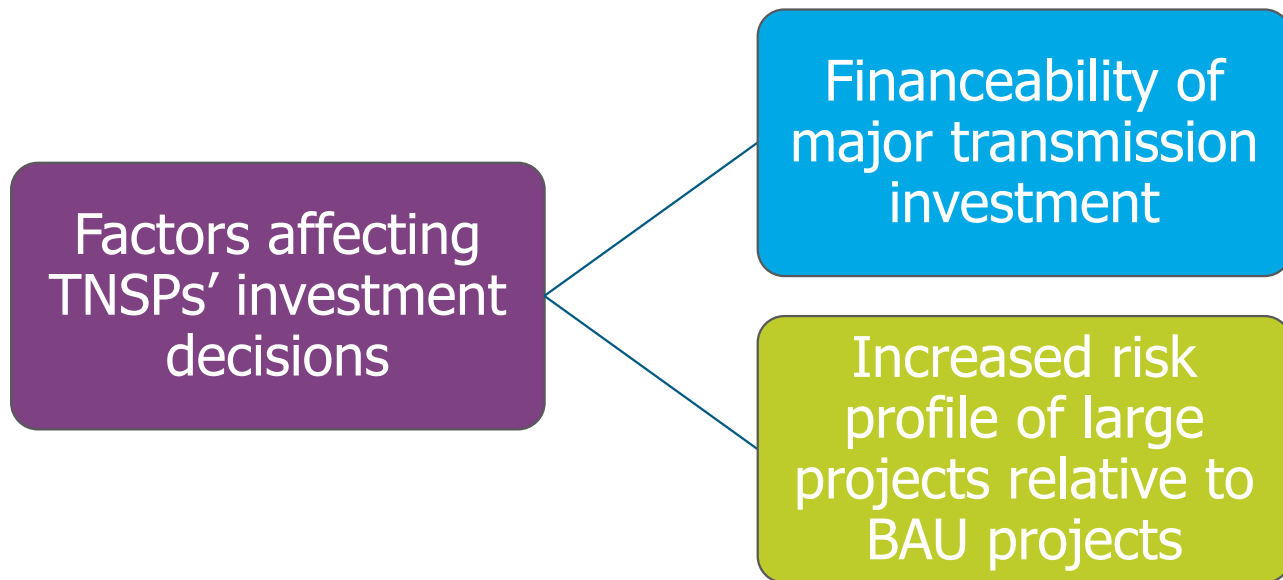 Factors affecting
TNSPs’ investment
decisions
Financeability of
major transmission
investment
Increased risk
profile of large
projects relative to
BAU projects